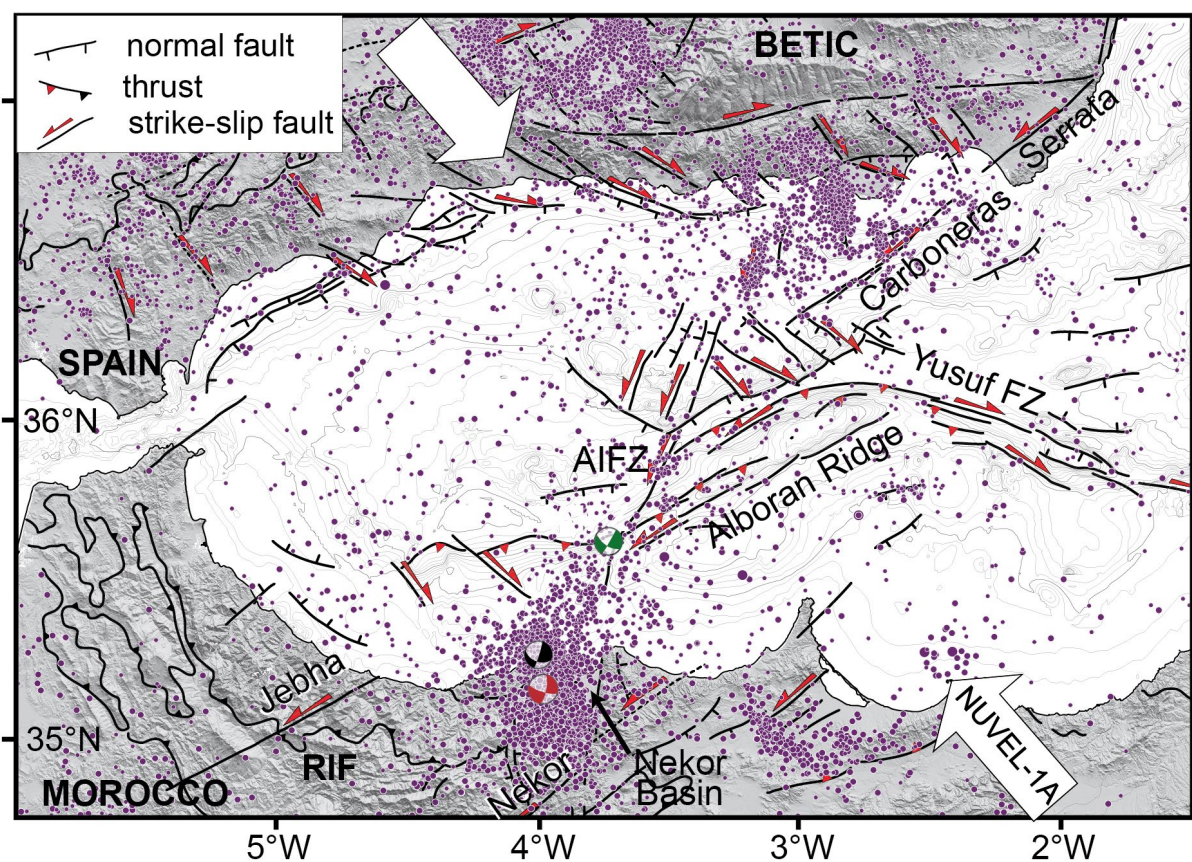 normal fault
thrust
strike-slip fault
BETIC
Serrata
Carboneras
SPAIN
Yusuf FZ
36°N
AIFZ
Alboran Ridge
Jebha
NUVEL-1A
35°N
RIF
Nekor
Nekor
Basin
MOROCCO
5°W
4°W
3°W
2°W